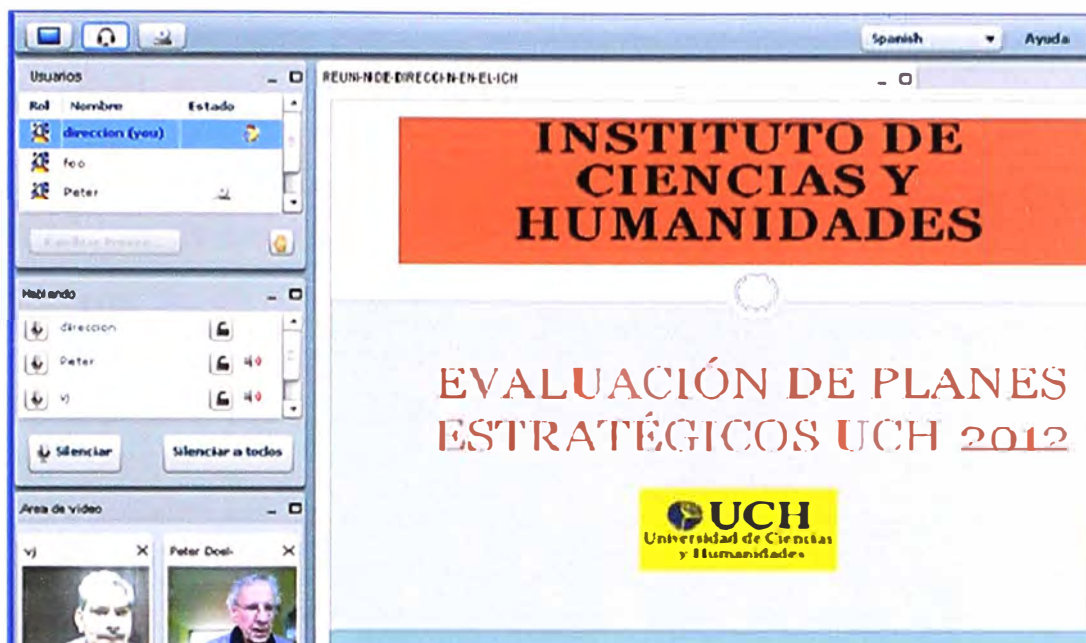 Spanish
Ayuda
Usuarios
Rol Nombre Estado
direccion (you)
foo
Peter
Hablando
direccion
Peter
vj
Silenciar
Silenciar a todos
Area de video
vj
Peter Doel-
REUNI-N-DE-DIRECCI-N-EN-EL-ICH
INSTITUTO DE
CIENCIAS Y
HUMANIDADES
EVALUACIÓN DE PLANES
ESTRATÉGICOS UCH 2012
UCH
Universidad de Ciencias
y Humanidades